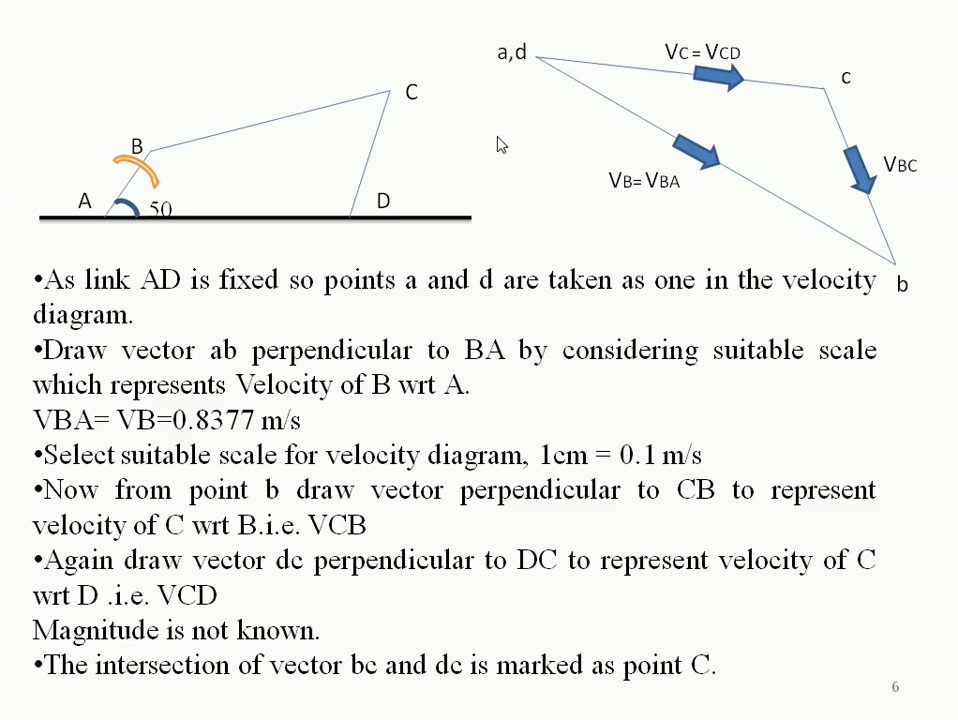 a,d
VC = VCD
c
C
B
VBC
VB= VBA
A
50
D
b
•As link AD is fixed so points a and d are taken as one in the velocity
diagram.
•Draw vector ab perpendicular to BA by considering suitable scale
which represents Velocity of B wrt A.
VBA= VB=0.8377 m/s
•Select suitable scale for velocity diagram, 1cm = 0.1 m/s
•Now from point b draw vector perpendicular to CB to represent
velocity of C wrt B.i.e. VCB
•Again draw vector dc perpendicular to DC to represent velocity of C
wrt D .i.e. VCD
Magnitude is not known.
•The intersection of vector bc and dc is marked as point C.
6